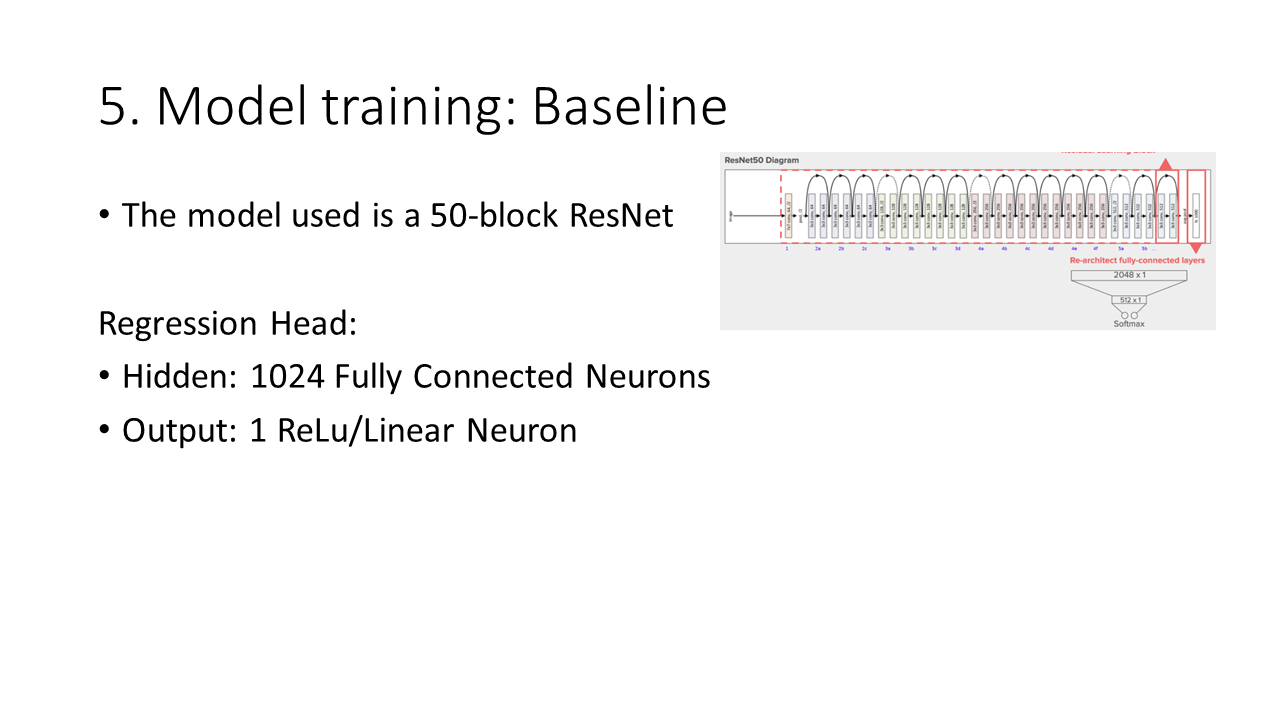 5. Model training: Baseline
• The model used is a 50-block ResNet
Regression Head:
• Hidden: 1024 Fully Connected Neurons
• Output: 1 ReLu/Linear Neuron
ResNet50 Diagram
1 2a 2b 2c 3a 3b 3c 3d 4a 4b 4c 4d 4e 4f 5a 5b ...
Re-architect fully-connected layers
2048 x 1
512 x 1
Softmax